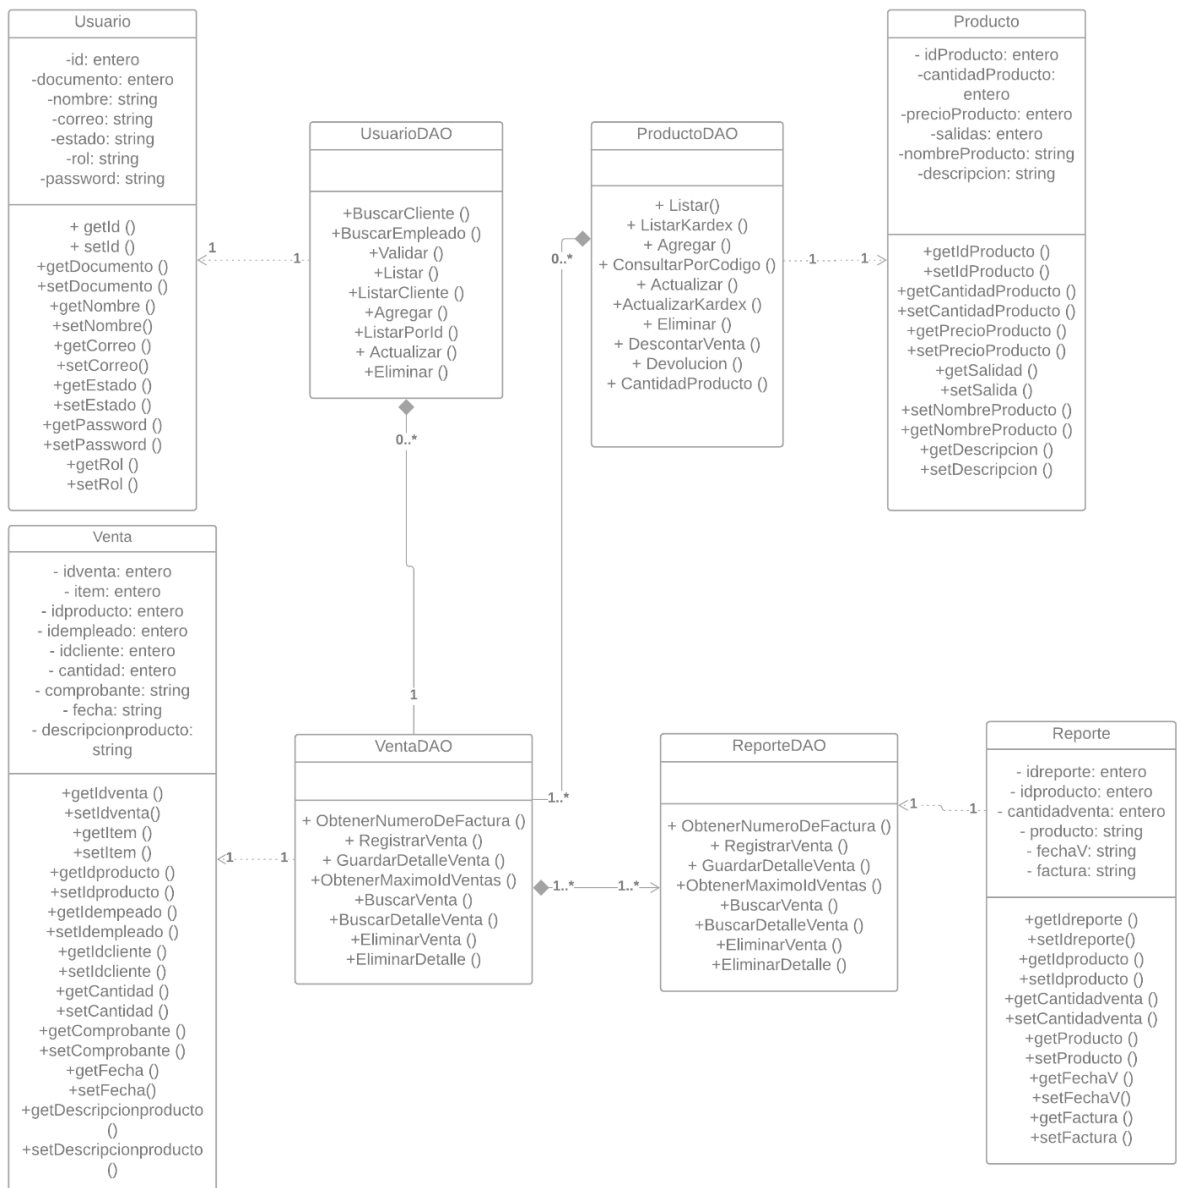 Usuario
-id: entero
-documento: entero
-nombre: string
-correo: string
-estado: string
-rol: string
-password: string
+ getId ()
+ setId ()
+getDocumento ()
+setDocumento ()
+getNombre ()
+setNombre()
+getCorreo ()
+setCorreo()
+getEstado ()
+setEstado ()
+getPassword ()
+setPassword ()
+getRol ()
+setRol ()
1
1
UsuarioDAO
+BuscarCliente ()
+BuscarEmpleado ()
+Validar ()
+Listar ()
+ListarCliente ()
+Agregar ()
+ListarPorId ()
+ Actualizar ()
+Eliminar ()
0..*
1
ProductoDAO
+ Listar()
+ ListarKardex ()
+ Agregar ()
+ ConsultarPorCodigo ()
+ Actualizar ()
+ActualizarKardex ()
+ Eliminar ()
+ DescontarVenta ()
+ Devolucion ()
+ CantidadProducto ()
0..*
1..*
1
1
Producto
- idProducto: entero
-cantidadProducto:
entero
-precioProducto: entero
-salidas: entero
-nombreProducto: string
-descripcion: string
+getIdProducto ()
+setIdProducto ()
+getCantidadProducto ()
+setCantidadProducto ()
+getPrecioProducto ()
+setPrecioProducto ()
+getSalidad ()
+setSalida ()
+setNombreProducto ()
+getNombreProducto ()
+getDescripcion ()
+setDescripcion ()
Venta
- idventa: entero
- item: entero
- idproducto: entero
- idempleado: entero
- idcliente: entero
- cantidad: entero
- comprobante: string
- fecha: string
- descripcionproducto:
string
+getIdventa ()
+setIdventa()
+getItem ()
+setItem ()
+getIdproducto ()
+setIdproducto ()
+getIdempeado ()
+setIdempleado ()
+getIdcliente ()
+setIdcliente ()
+getCantidad ()
+setCantidad ()
+getComprobante ()
+setComprobante ()
+getFecha ()
+setFecha()
+getDescripcionproducto
()
+setDescripcionproducto
()
1
1
VentaDAO
+ ObtenerNumeroDeFactura ()
+ RegistrarVenta ()
+ GuardarDetalleVenta ()
+ObtenerMaximoIdVentas ()
+BuscarVenta ()
+BuscarDetalleVenta ()
+EliminarVenta ()
+EliminarDetalle ()
1..*
1..*
ReporteDAO
+ ObtenerNumeroDeFactura ()
+ RegistrarVenta ()
+ GuardarDetalleVenta ()
+ObtenerMaximoIdVentas ()
+BuscarVenta ()
+BuscarDetalleVenta ()
+EliminarVenta ()
+EliminarDetalle ()
1
1
Reporte
- idreporte: entero
- idproducto: entero
- cantidadventa: entero
- producto: string
- fechaV: string
- factura: string
+getIdreporte ()
+setIdreporte()
+getIdproducto ()
+setIdproducto ()
+getCantidadventa ()
+setCantidadventa ()
+getProducto ()
+setProducto ()
+getFechaV ()
+setFechaV()
+getFactura ()
+setFactura ()